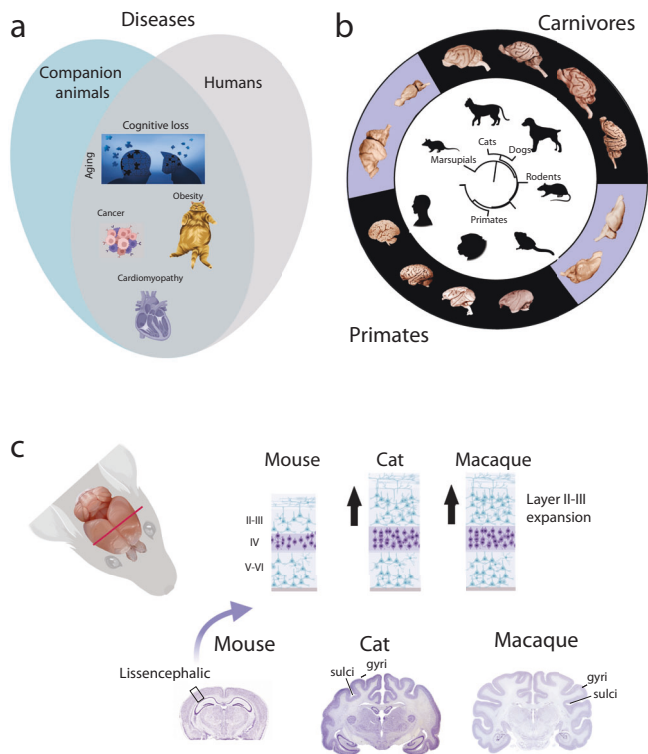 a
Diseases
Companion
animals
Humans
Cognitive loss
Aging
Obesity
Cancer
Cardiomyopathy
b
Carnivores
Cats
Dogs
Marsupials
Rodents
Primates
Primates
c
Mouse
Cat
Macaque
II-III
IV
V-VI
Layer II-III
expansion
Mouse
Cat
Macaque
Lissencephalic
sulci
gyri
gyri
sulci